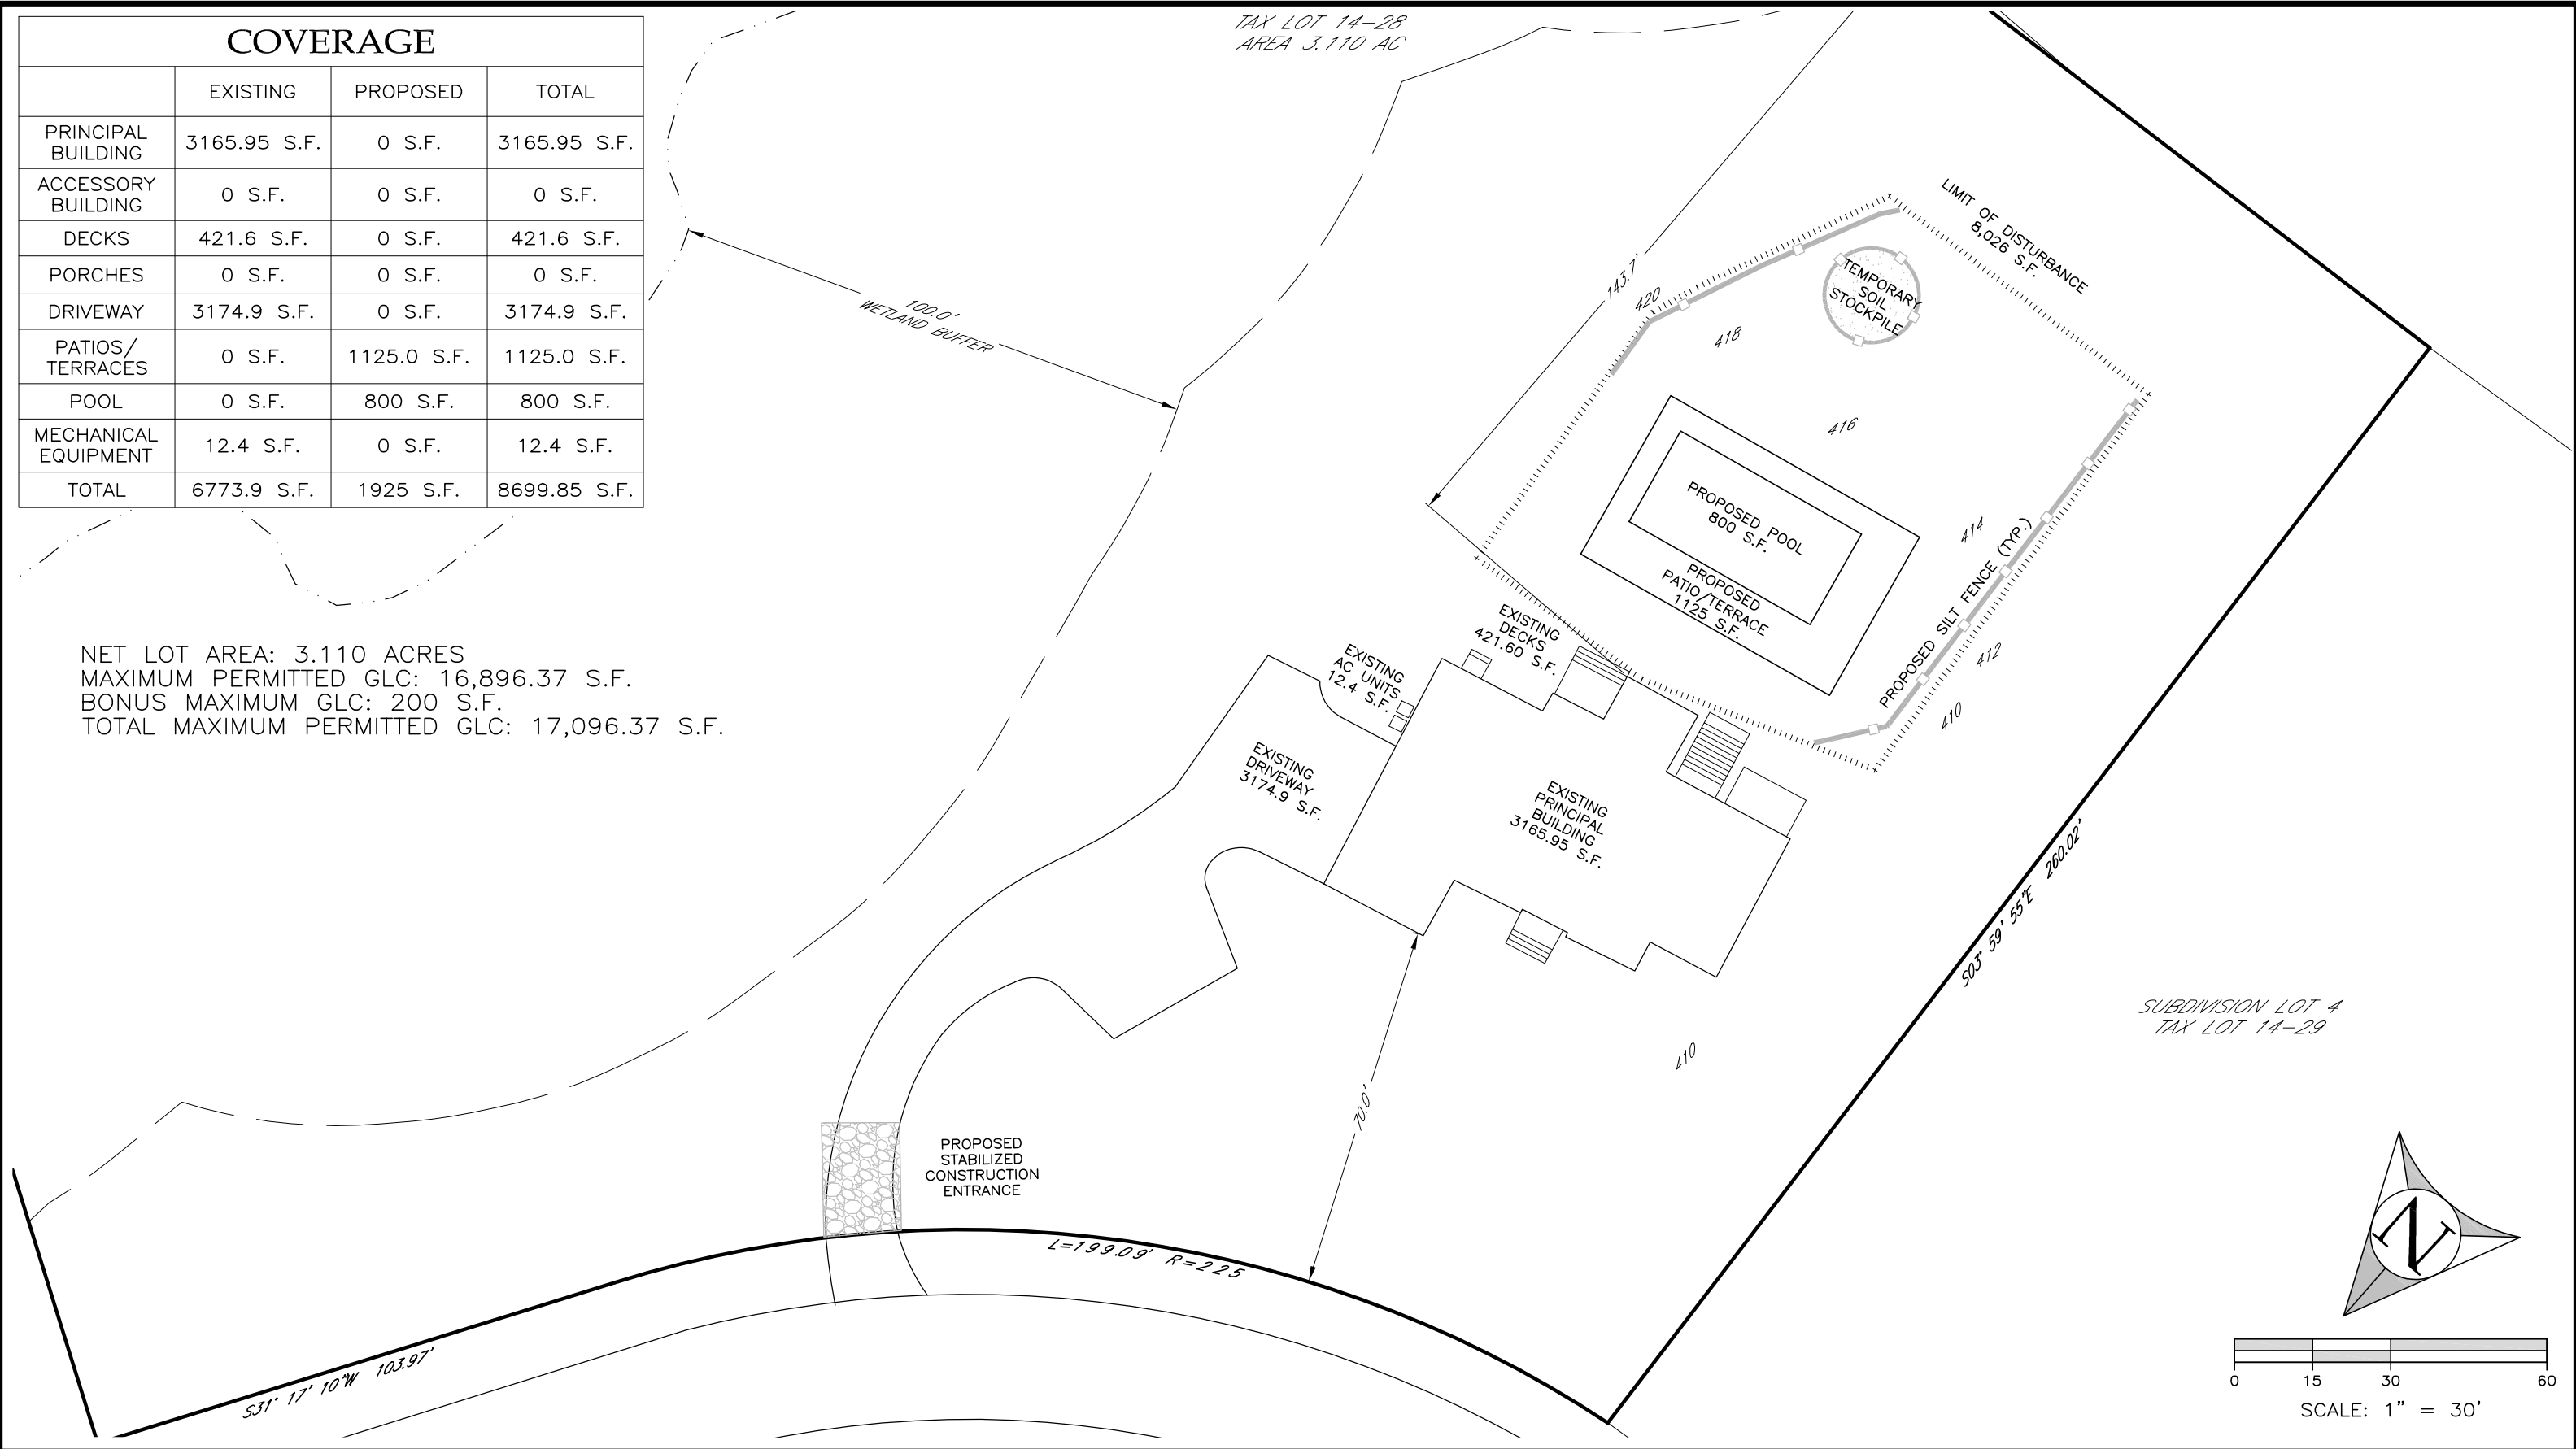 COVERAGE
EXISTING PROPOSED TOTAL
PRINCIPAL
BUILDING 3165.95 S.F. 0 S.F. 3165.95 S.F.
ACCESSORY
BUILDING 0 S.F. 0 S.F. 0 S.F.
DECKS 421.6 S.F. 0 S.F. 421.6 S.F.
PORCHES 0 S.F. 0 S.F. 0 S.F.
DRIVEWAY 3174.9 S.F. 0 S.F. 3174.9 S.F.
PATIOS/
TERRACES 0 S.F. 1125.0 S.F. 1125.0 S.F.
POOL 0 S.F. 800 S.F. 800 S.F.
MECHANICAL
EQUIPMENT 12.4 S.F. 0 S.F. 12.4 S.F.
TOTAL 6773.9 S.F. 1925 S.F. 8699.85 S.F.
NET LOT AREA: 3.110 ACRES
MAXIMUM PERMITTED GLC: 16,896.37 S.F.
BONUS MAXIMUM GLC: 200 S.F.
TOTAL MAXIMUM PERMITTED GLC: 17,096.37 S.F.
TAX LOT 14-28
AREA 3.110 AC
100.0'
WETLAND BUFFER
143.7'
LIMIT OF DISTURBANCE
8,026 S.F.
TEMPORARY
SOIL
STOCKPILE
420
418
416
414
412
410
PROPOSED POOL
800 S.F.
PROPOSED
PATIO/TERRACE
1125 S.F.
PROPOSED SILT FENCE (TYP.)
EXISTING
DECKS
421.60 S.F.
EXISTING
AC UNITS
12.4 S.F.
EXISTING
DRIVEWAY
3174.9 S.F.
EXISTING
PRINCIPAL
BUILDING
3165.95 S.F.
S03° 59' 55"E 260.02'
SUBDIVISION LOT 4
TAX LOT 14-29
410
70.0'
PROPOSED
STABILIZED
CONSTRUCTION
ENTRANCE
L=199.09' R=225
S31° 17' 10"W 103.97'
N
0 15 30 60
SCALE: 1" = 30'